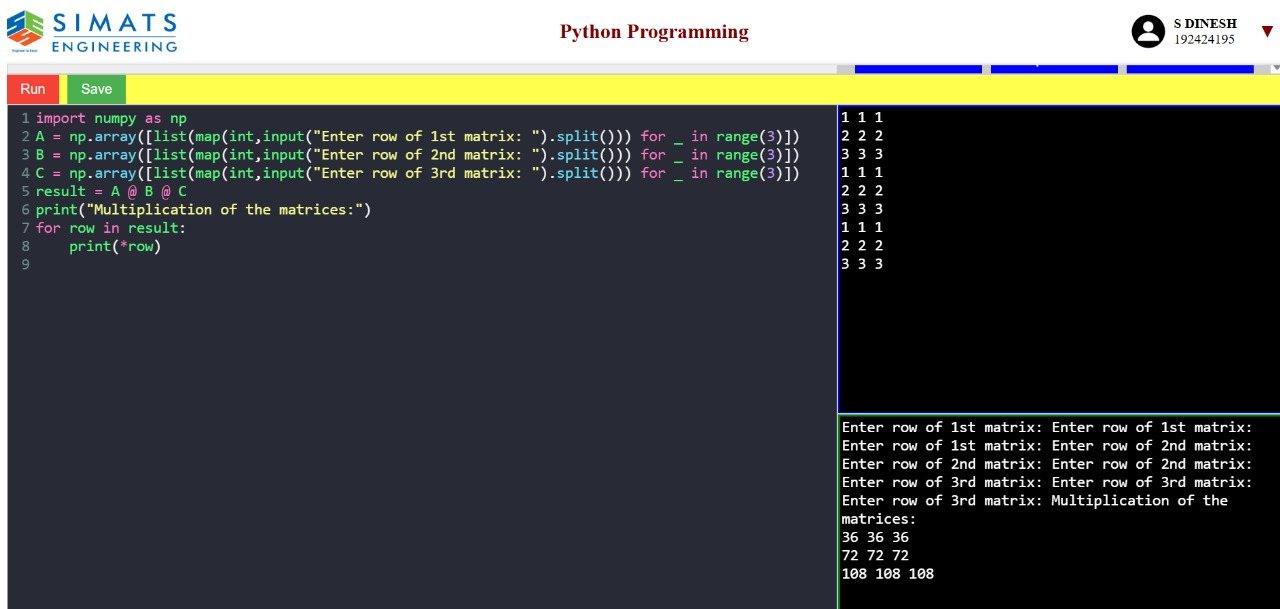 SIMATS
ENGINEERING
Python Programming
S DINESH
192424195
Run
Save
1 import numpy as np
2 A = np.array([list(map(int,input("Enter row of 1st matrix: ").split())) for _ in range(3)])
3 B = np.array([list(map(int,input("Enter row of 2nd matrix: ").split())) for _ in range(3)])
4 C = np.array([list(map(int,input("Enter row of 3rd matrix: ").split())) for _ in range(3)])
5 result = A @ B @ C
6 print("Multiplication of the matrices:")
7 for row in result:
8     print(*row)
9
1 1 1
2 2 2
3 3 3
1 1 1
2 2 2
3 3 3
1 1 1
2 2 2
3 3 3
Enter row of 1st matrix: Enter row of 1st matrix:
Enter row of 1st matrix: Enter row of 2nd matrix:
Enter row of 2nd matrix: Enter row of 2nd matrix:
Enter row of 3rd matrix: Enter row of 3rd matrix:
Enter row of 3rd matrix: Multiplication of the
matrices:
36 36 36
72 72 72
108 108 108